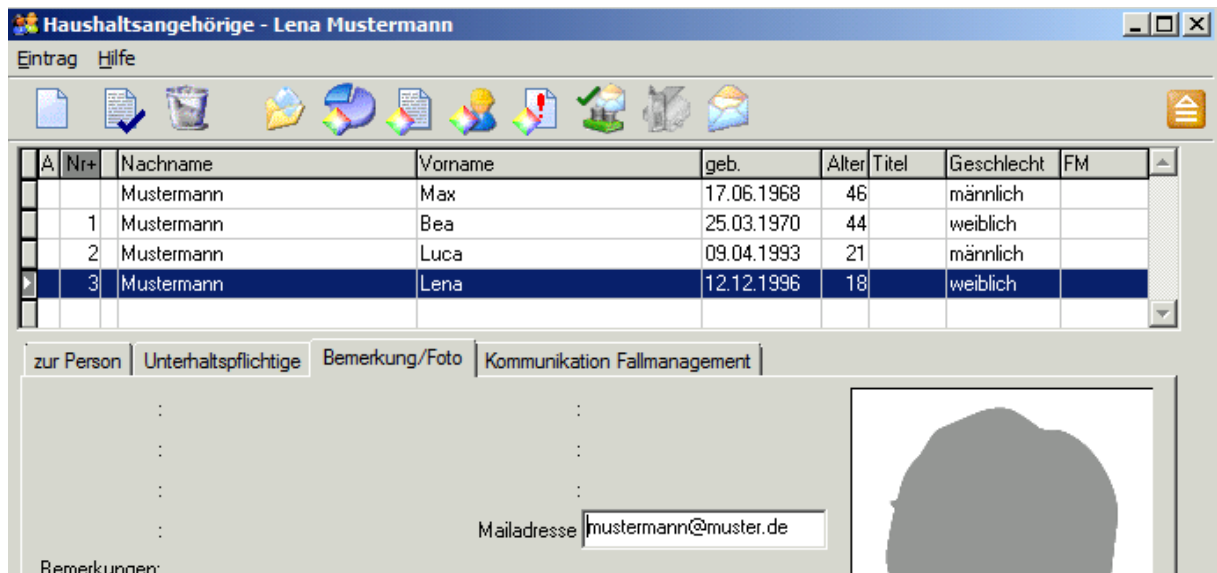 Haushaltsangehörige - Lena Mustermann
Eintrag Hilfe
A Nr+ Nachname Vorname geb. Alter Titel Geschlecht FM
Mustermann Max 17.06.1968 46 männlich
1 Mustermann Bea 25.03.1970 44 weiblich
2 Mustermann Luca 09.04.1993 21 männlich
3 Mustermann Lena 12.12.1996 18 weiblich
zur Person Unterhaltspflichtige Bemerkung/Foto Kommunikation Fallmanagement
: :
: :
: :
: Mailadresse mustermann@muster.de
Bemerkungen: